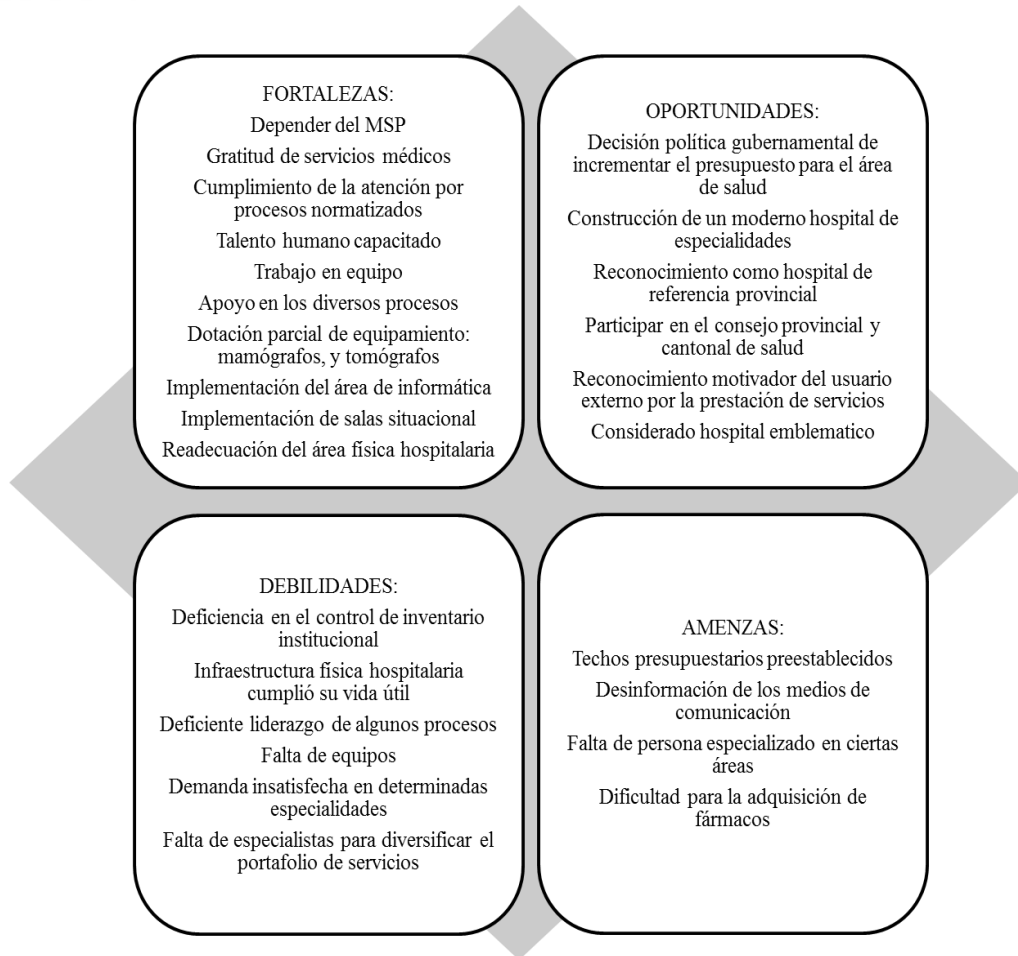 FORTALEZAS:
Depender del MSP
Gratitud de servicios médicos
Cumplimiento de la atención por
procesos normatizados
Talento humano capacitado
Trabajo en equipo
Apoyo en los diversos procesos
Dotación parcial de equipamiento:
mamógrafos, y tomógrafos
Implementación del área de informática
Implementación de salas situacional
Readecuación del área física hospitalaria
OPORTUNIDADES:
Decisión política gubernamental de
incrementar el presupuesto para el área
de salud
Construcción de un moderno hospital de
especialidades
Reconocimiento como hospital de
referencia provincial
Participar en el consejo provincial y
cantonal de salud
Reconocimiento motivador del usuario
externo por la prestación de servicios
Considerado hospital emblematico
DEBILIDADES:
Deficiencia en el control de inventario
institucional
Infraestructura física hospitalaria
cumplió su vida útil
Deficiente liderazgo de algunos procesos
Falta de equipos
Demanda insatisfecha en determinadas
especialidades
Falta de especialistas para diversificar el
portafolio de servicios
AMENZAS:
Techos presupuestarios preestablecidos
Desinformación de los medios de
comunicación
Falta de persona especializado en ciertas
áreas
Dificultad para la adquisición de
fármacos